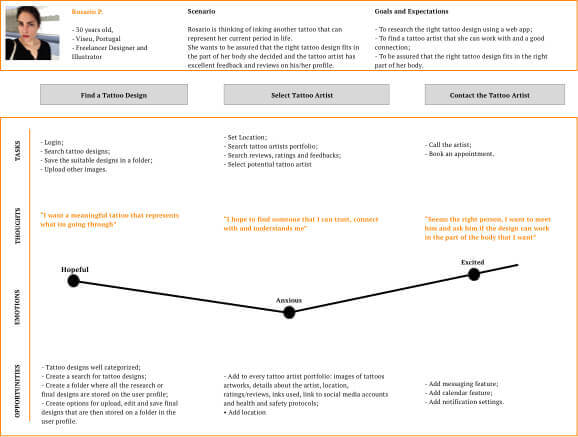 Rosario P.
- 30 years old,
- Viseu, Portugal
- Freelancer Designer and
Illustrator
Scenario
Rosario is thinking of inking another tattoo that can
represent her current period in life.
She wants to be assured that the right tattoo design fits in
the part of her body she decided and the tattoo artist has
excellent feedback and reviews on his/her profile.
Goals and Expectations
- To research the right tattoo design using a web app;
- To find a tattoo artist that she can work with and a good
connection;
- To be assured that the right tattoo design fits in the right
part of her body.
Find a Tattoo Design
Select Tattoo Artist
Contact the Tattoo Artist
TASKS
- Login;
- Search tattoo designs;
- Save the suitable designs in a folder;
- Upload other images.
- Set Location;
- Search tattoo artists portfolio;
- Search reviews, ratings and feedbacks;
- Select potential tattoo artist
- Call the artist;
- Book an appointment.
THOUGHTS
"I want a meaningful tattoo that represents
what im going through"
"I hope to find someone that I can trust, connect
with and understands me"
"Seems the right person, I want to meet
him and ask him if the design can work
in the part of the body that I want"
EMOTIONS
Hopeful
Anxious
Excited
OPPORTUNITIES
- Tattoo designs well categorized;
- Create a search for tattoo designs;
- Create a folder where all the research or
final designs are stored on the user profile;
- Create options for upload, edit and save final
designs that are then stored on a folder in the
user profile.
- Add to every tattoo artist portfolio: images of tattoos
artworks, details about the artist, location,
ratings/reviews, inks used, link to social media accounts
and health and safety protocols;
• Add location
- Add messaging feature;
- Add calendar feature;
- Add notification settings.